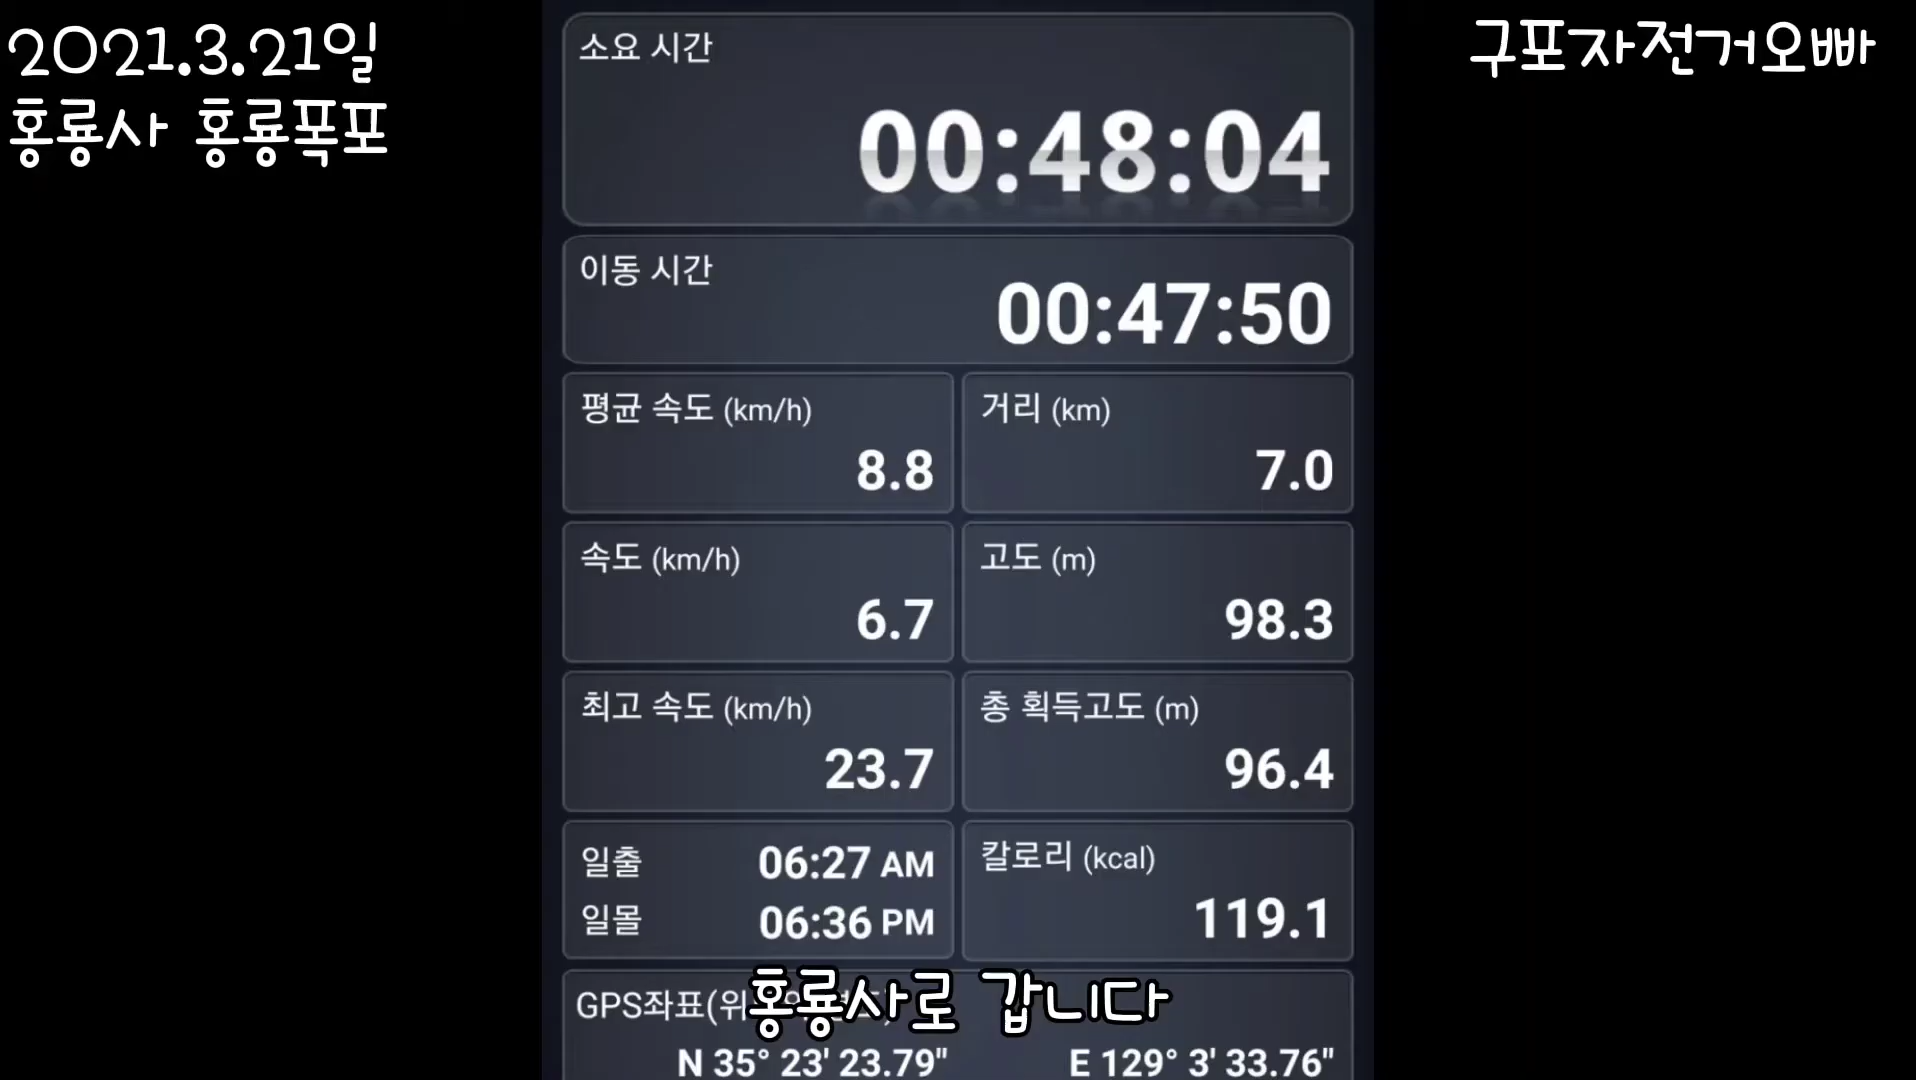 2021.3.21일
홍룡사 홍룡폭포
구포자전거오빠
소요 시간
00:48:04
이동 시간
00:47:50
평균 속도 (km/h)
8.8
거리 (km)
7.0
속도 (km/h)
6.7
고도 (m)
98.3
최고 속도 (km/h)
23.7
총 획득고도 (m)
96.4
일출 06:27 AM
일몰 06:36 PM
칼로리 (kcal)
119.1
GPS좌표(위
홍룡사로 갑니다
N 35° 23' 23.79" E 129° 3' 33.76"